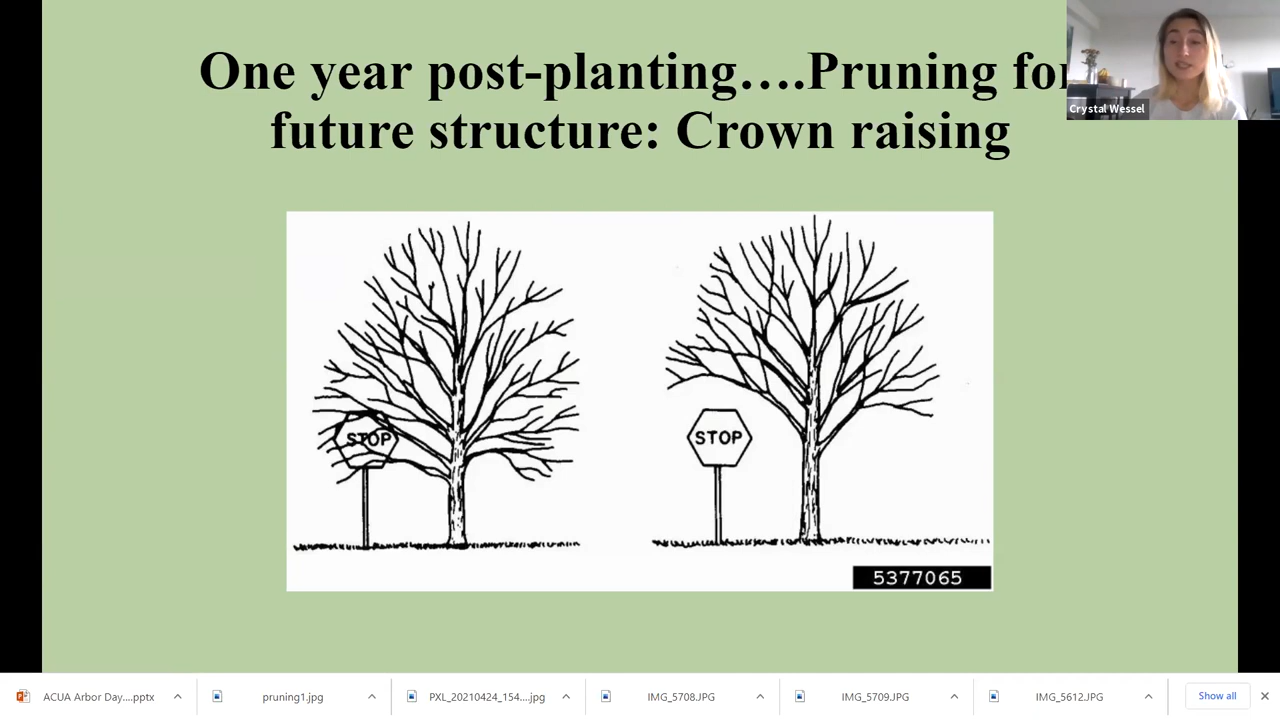 One year post-planting….Pruning for
future structure: Crown raising
Crystal Wessel
STOP
STOP
5377065
ACUA Arbor Day....pptx
pruning1.jpg
PXL_20210424_154....jpg
IMG_5708.JPG
IMG_5709.JPG
IMG_5612.JPG
Show all